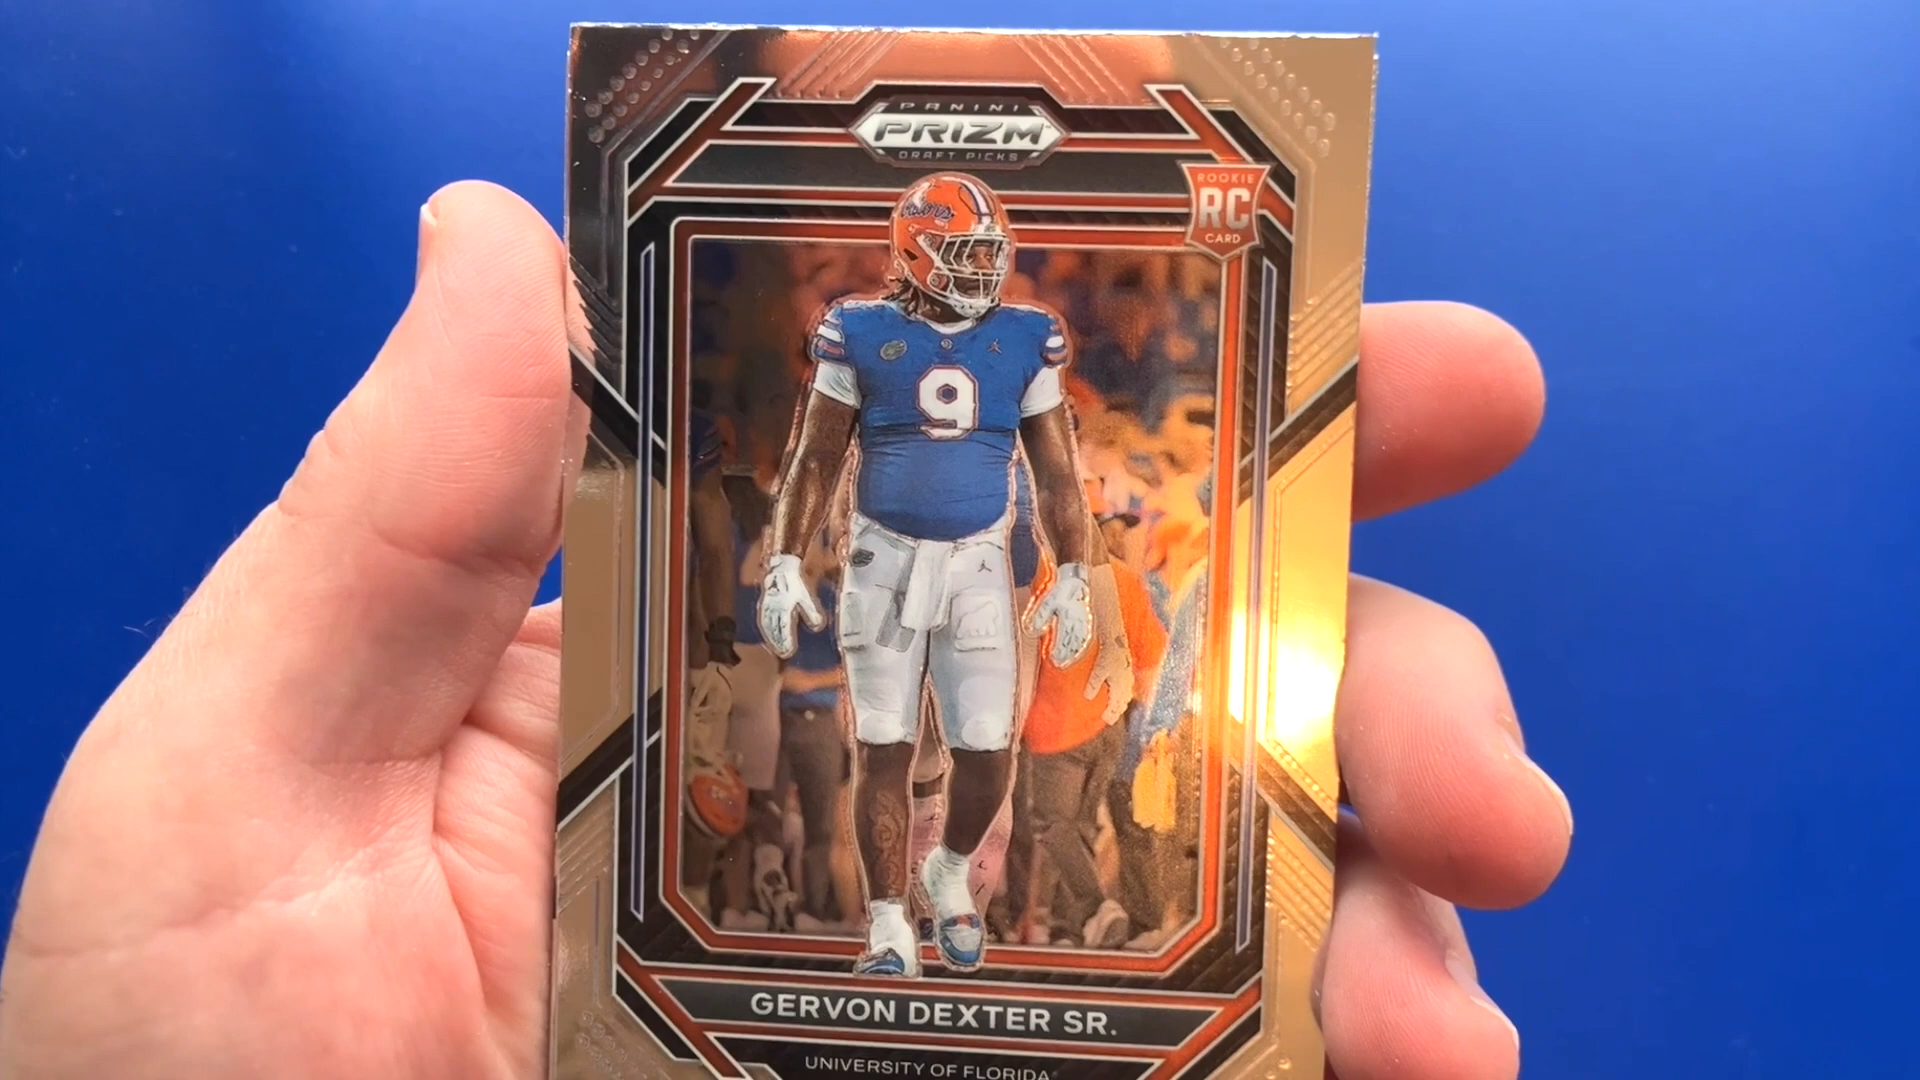 PANINI
PRIZM
DRAFT PICKS
ROOKIE
RC
CARD
Gators
9
GERVON DEXTER SR.
UNIVERSITY OF FLORIDA